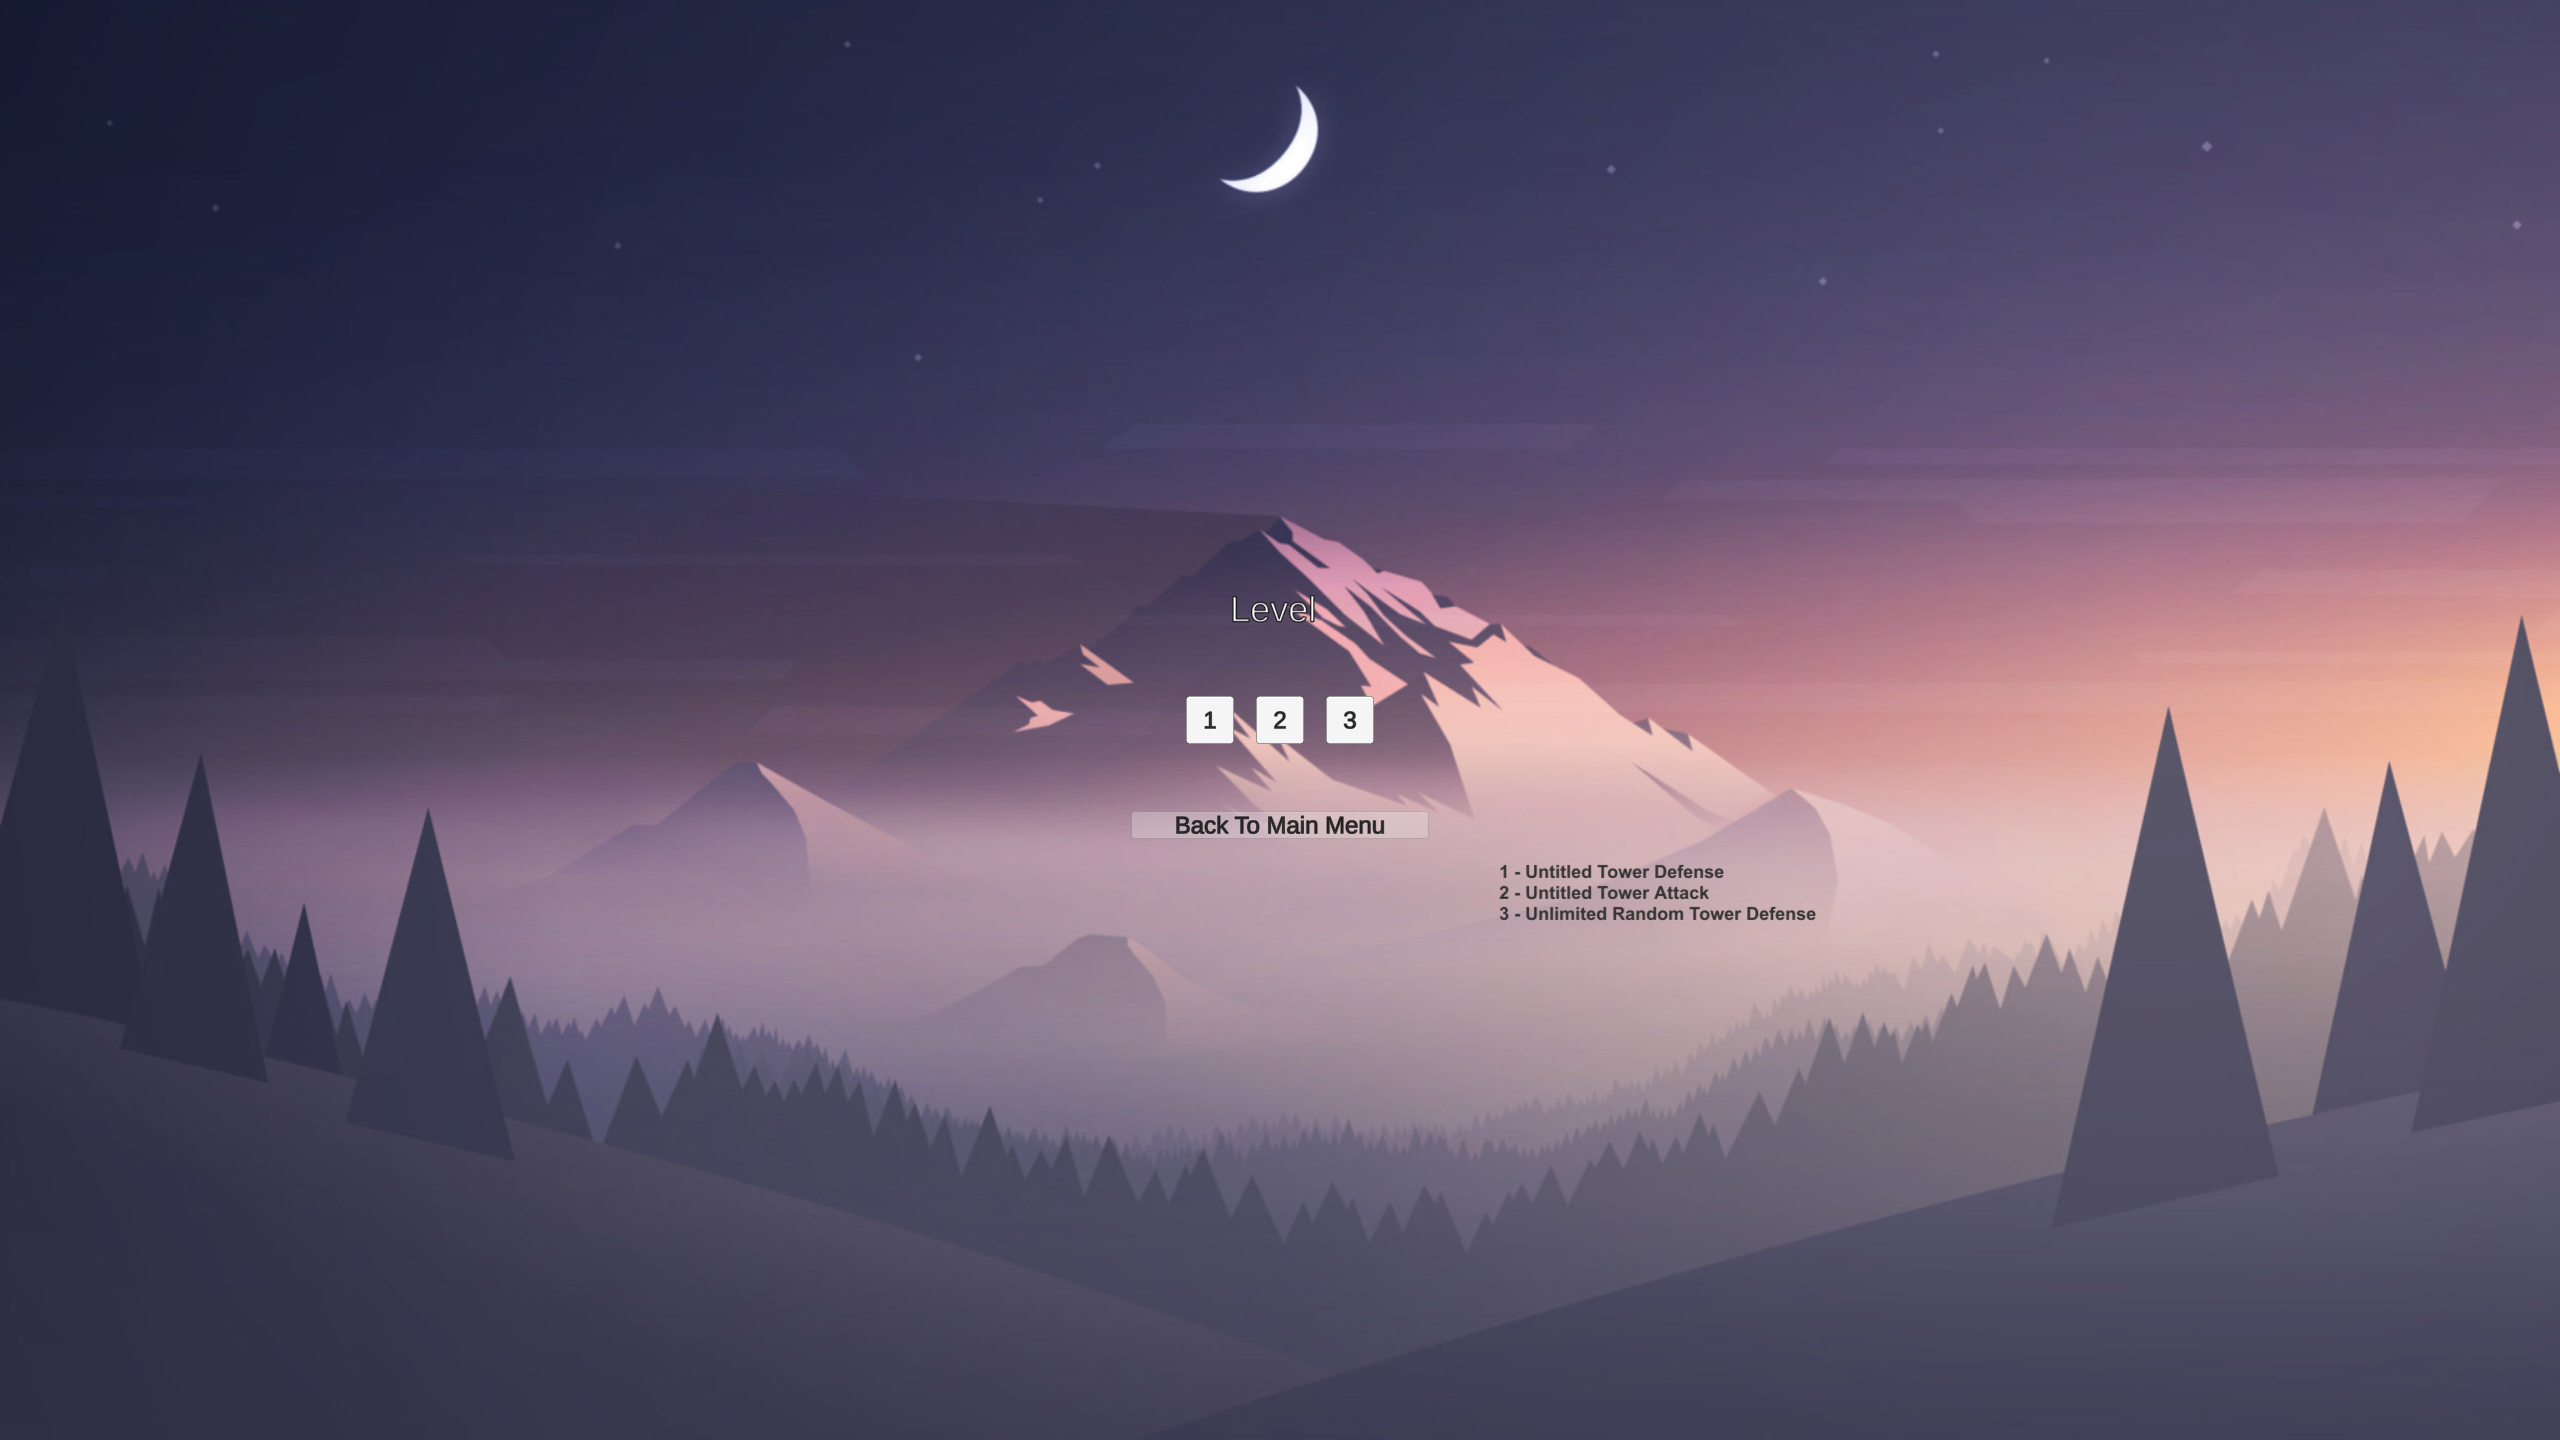 Level
1 2 3
Back To Main Menu
1 - Untitled Tower Defense
2 - Untitled Tower Attack
3 - Unlimited Random Tower Defense